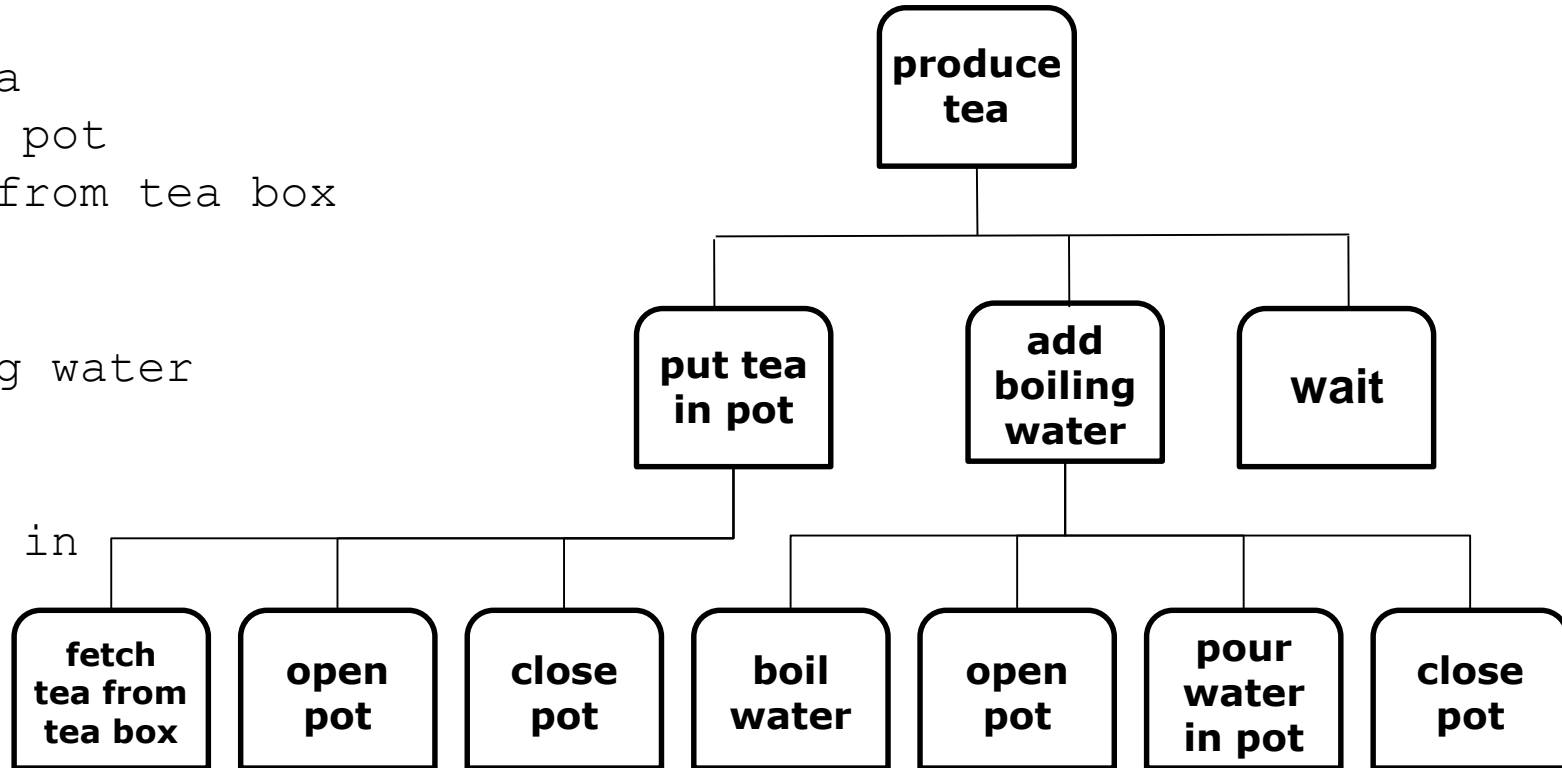 a
pot
from tea box
g water
in
produce
tea
put tea
in pot
add
boiling
water
wait
fetch
tea from
tea box
open
pot
close
pot
boil
water
open
pot
pour
water
in pot
close
pot